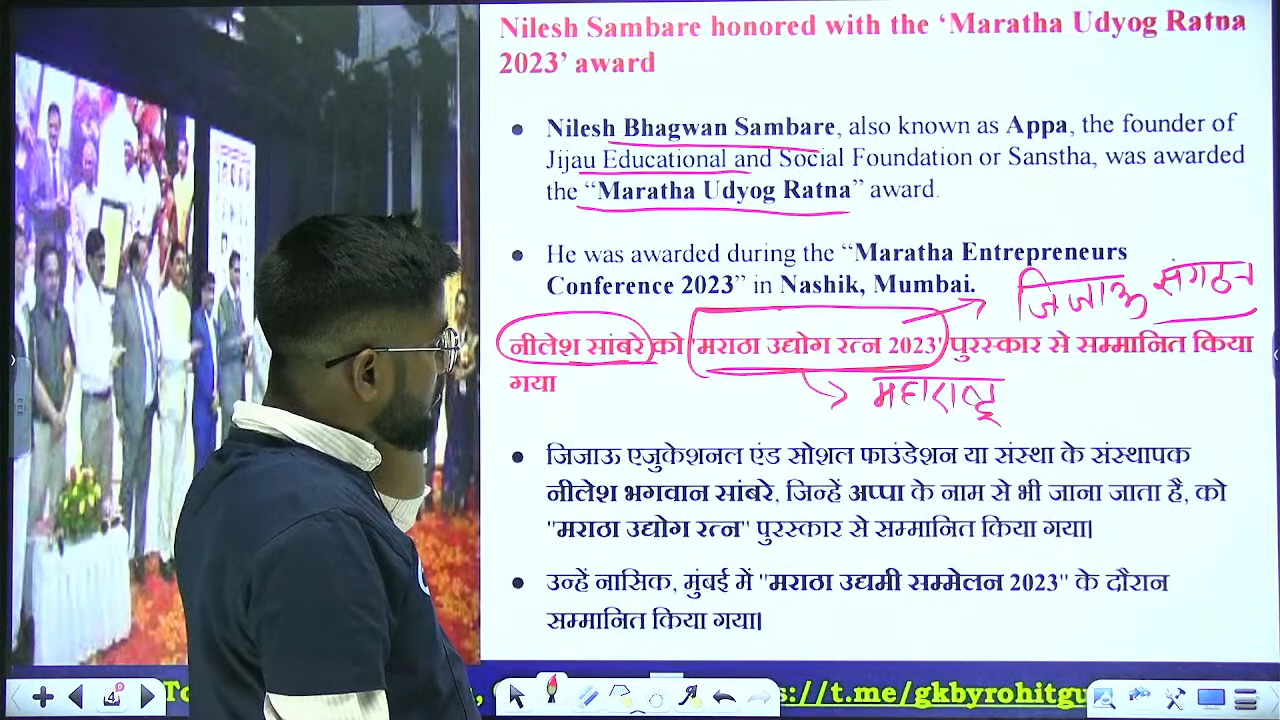 Nilesh Sambare honored with the ‘Maratha Udyog Ratna
2023’ award
● Nilesh Bhagwan Sambare, also known as Appa, the founder of
Jijau Educational and Social Foundation or Sanstha, was awarded
the “Maratha Udyog Ratna” award.
● He was awarded during the “Maratha Entrepreneurs
Conference 2023” in Nashik, Mumbai.
जिजाऊ संगठन
नीलेश सांबरे को 'मराठा उद्योग रत्न 2023' पुरस्कार से सम्मानित किया
गया
महाराष्ट्र
● जिजाऊ एजुकेशनल एंड सोशल फाउंडेशन या संस्था के संस्थापक
नीलेश भगवान सांबरे, जिन्हें अप्पा के नाम से भी जाना जाता है, को
"मराठा उद्योग रत्न" पुरस्कार से सम्मानित किया गया।
● उन्हें नासिक, मुंबई में "मराठा उद्यमी सम्मेलन 2023" के दौरान
सम्मानित किया गया।
4
s://t.me/gkbyrohitgu